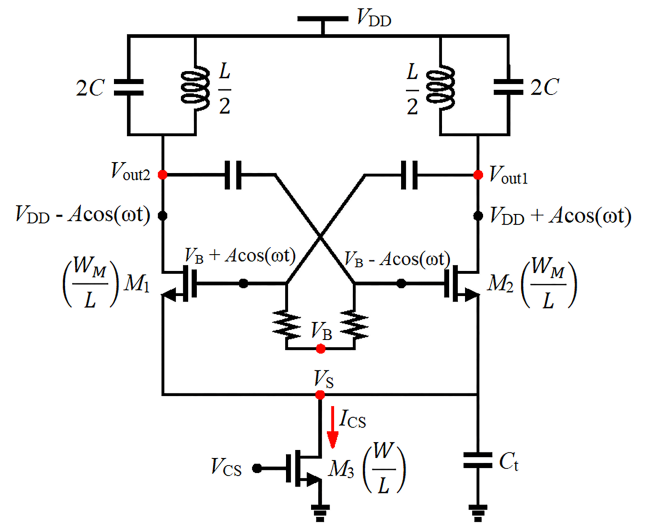 V_DD
2C
L/2
L/2
2C
V_out2
V_out1
V_DD - Acos(ωt)
V_DD + Acos(ωt)
V_B + Acos(ωt)
V_B - Acos(ωt)
(W_M/L) M_1
M_2 (W_M/L)
V_B
V_S
I_CS
V_CS
M_3 (W/L)
C_t